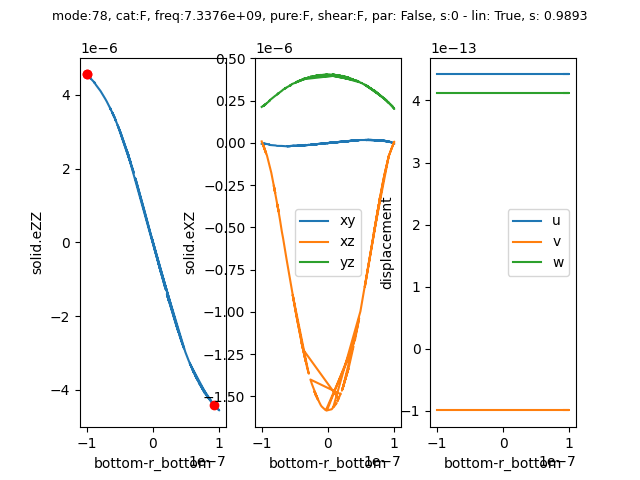 mode:78, cat:F, freq:7.3376e+09, pure:F, shear:F, par: False, s:0 - lin: True, s: 0.9893
1e−6
4
2
0
−2
−4
solid.eZZ
−1
0
1
1e−7
bottom-r_bottom
1e−6
0.50
0.25
0.00
−0.25
−0.50
−0.75
−1.00
−1.25
−1.50
solid.eXZ
xy
xz
yz
−1
0
1
1e−7
bottom-r_bottom
1e−13
4
3
2
1
0
−1
displacement
u
v
w
−1
0
1
1e−7
bottom-r_bottom